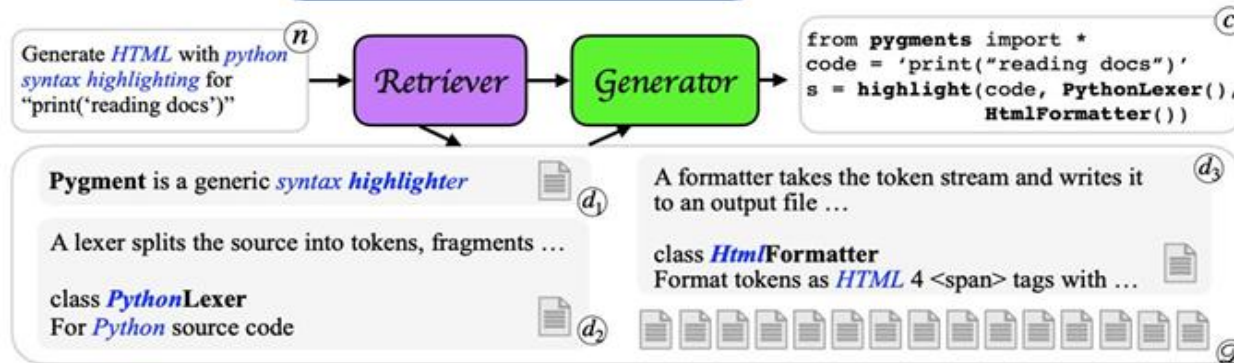 Generate HTML with python
syntax highlighting for
“print(‘reading docs’)”
n
Retriever
Generator
from pygments import *
code = ‘print(“reading docs”)’
s = highlight(code, PythonLexer(),
HtmlFormatter())
c
Pygment is a generic syntax highlighter
d1
A lexer splits the source into tokens, fragments ...
class PythonLexer
For Python source code
d2
A formatter takes the token stream and writes it
to an output file ...
class HtmlFormatter
Format tokens as HTML 4 <span> tags with ...
d3